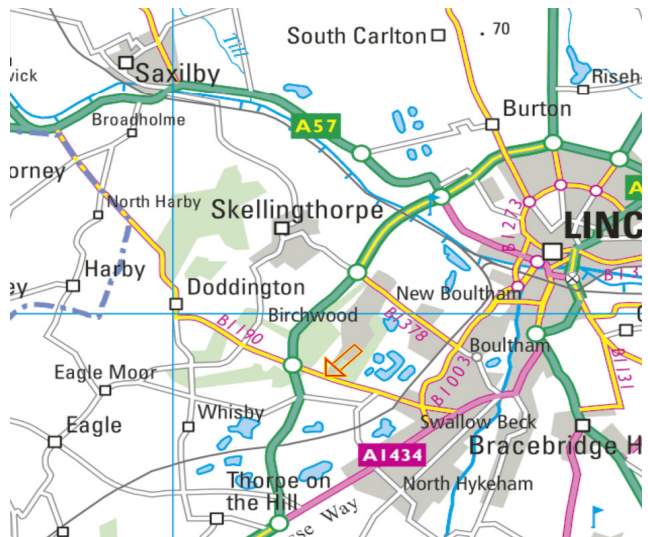 South Carlton
70
Till
Saxilby
wick
Riseh
Broadholme
A57
Burton
orney
A
North Harby
Skellingthorpe
B1273
LINC
Harby
ey
Doddington
New Boultham
B13
Birchwood
B1378
B1190
Boultham
Eagle Moor
B1003
B1131
Whisby
Swallow Beck
Eagle
A1434
Bracebridge H
Thorpe on
the Hill
North Hykeham
sse Way